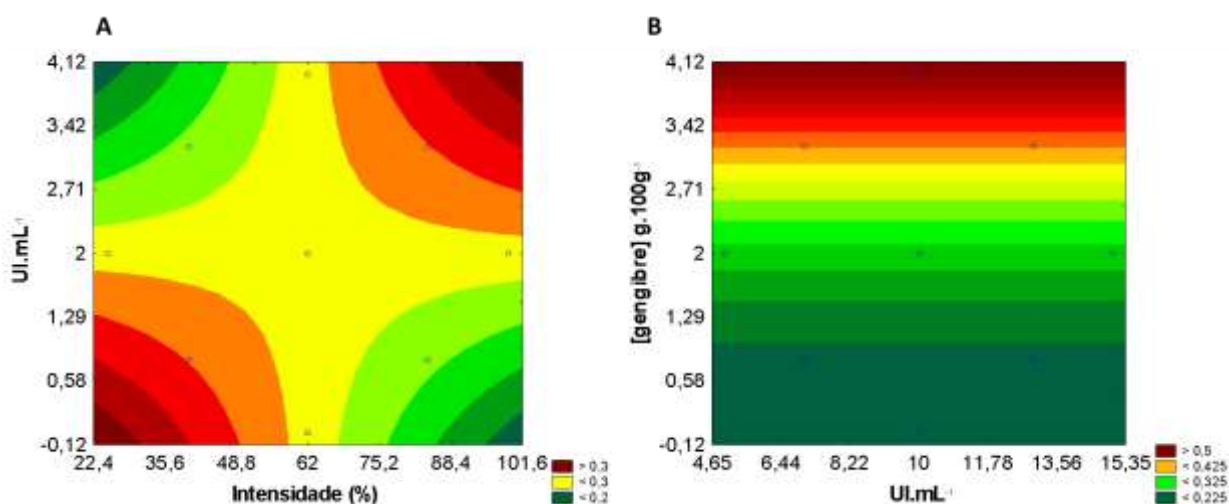 A
UI.mL⁻¹
4,12
3,42
2,71
2
1,29
0,58
-0,12
22,4 35,6 48,8 62 75,2 88,4 101,6
Intensidade (%)
> 0.3
< 0.3
< 0.2
B
[gengibre] g.100g⁻¹
4,12
3,42
2,71
2
1,29
0,58
-0,12
4,65 6,44 8,22 10 11,78 13,56 15,35
UI.mL⁻¹
> 0.5
< 0.425
< 0.325
< 0.225